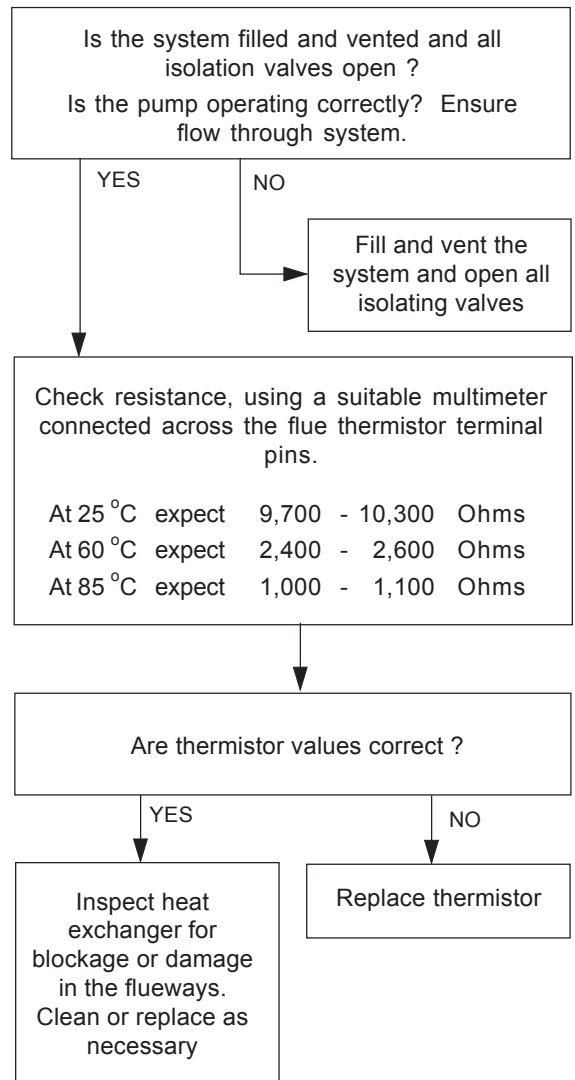 Is the system filled and vented and all
isolation valves open ?
Is the pump operating correctly? Ensure
flow through system.
YES
NO
Fill and vent the
system and open all
isolating valves
Check resistance, using a suitable multimeter
connected across the flue thermistor terminal
pins.
At 25 °C expect 9,700 - 10,300 Ohms
At 60 °C expect 2,400 - 2,600 Ohms
At 85 °C expect 1,000 - 1,100 Ohms
Are thermistor values correct ?
YES
NO
Inspect heat
exchanger for
blockage or damage
in the flueways.
Clean or replace as
necessary
Replace thermistor